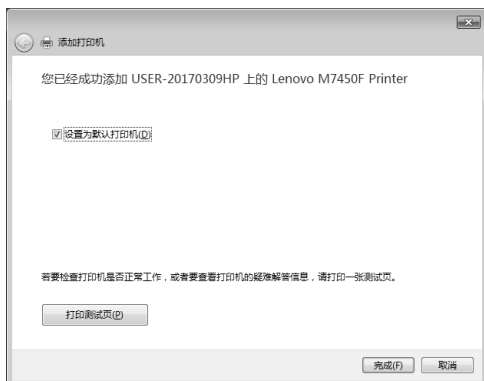 添加打印机
您已经成功添加 USER-20170309HP 上的 Lenovo M7450F Printer
设置为默认打印机(D)
若要检查打印机是否正常工作，或者要查看打印机的疑难解答信息，请打印一张测试页。
打印测试页(P)
完成(F) 取消